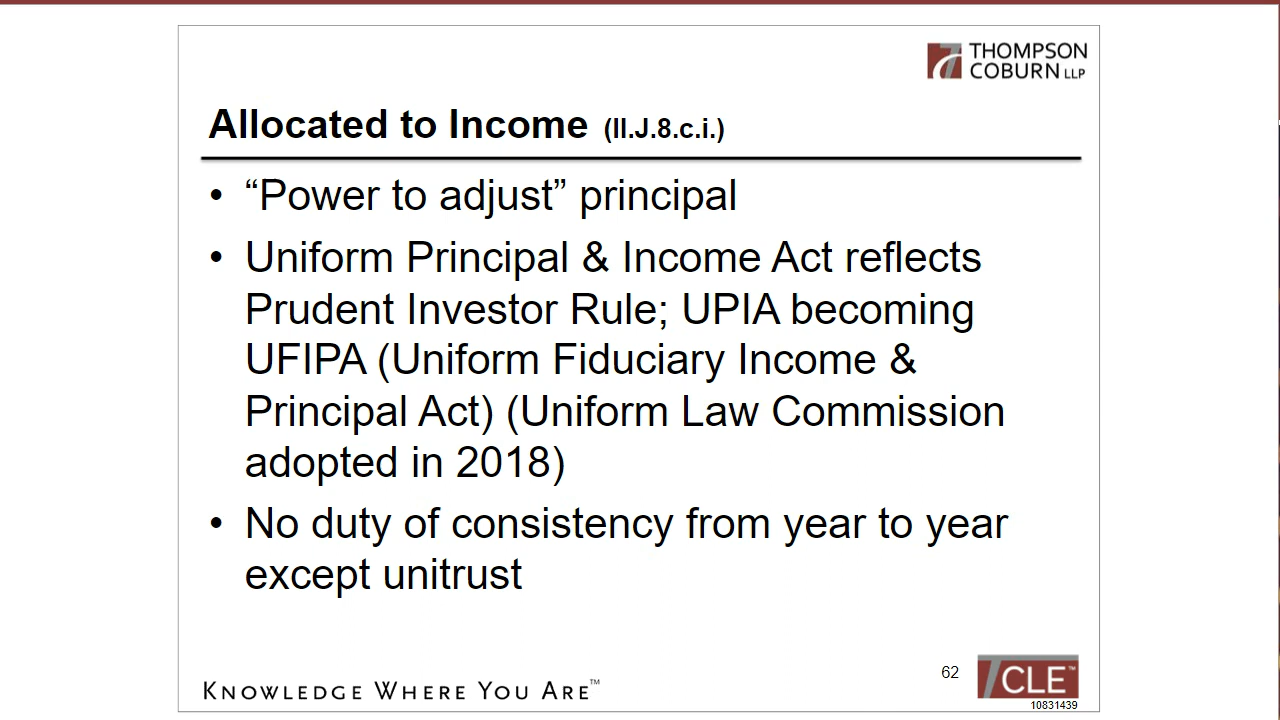 THOMPSON
COBURN LLP
Allocated to Income (II.J.8.c.i.)
• “Power to adjust” principal
• Uniform Principal & Income Act reflects
Prudent Investor Rule; UPIA becoming
UFIPA (Uniform Fiduciary Income &
Principal Act) (Uniform Law Commission
adopted in 2018)
• No duty of consistency from year to year
except unitrust
KNOWLEDGE WHERE YOU ARE™
62
CLE™
10831439